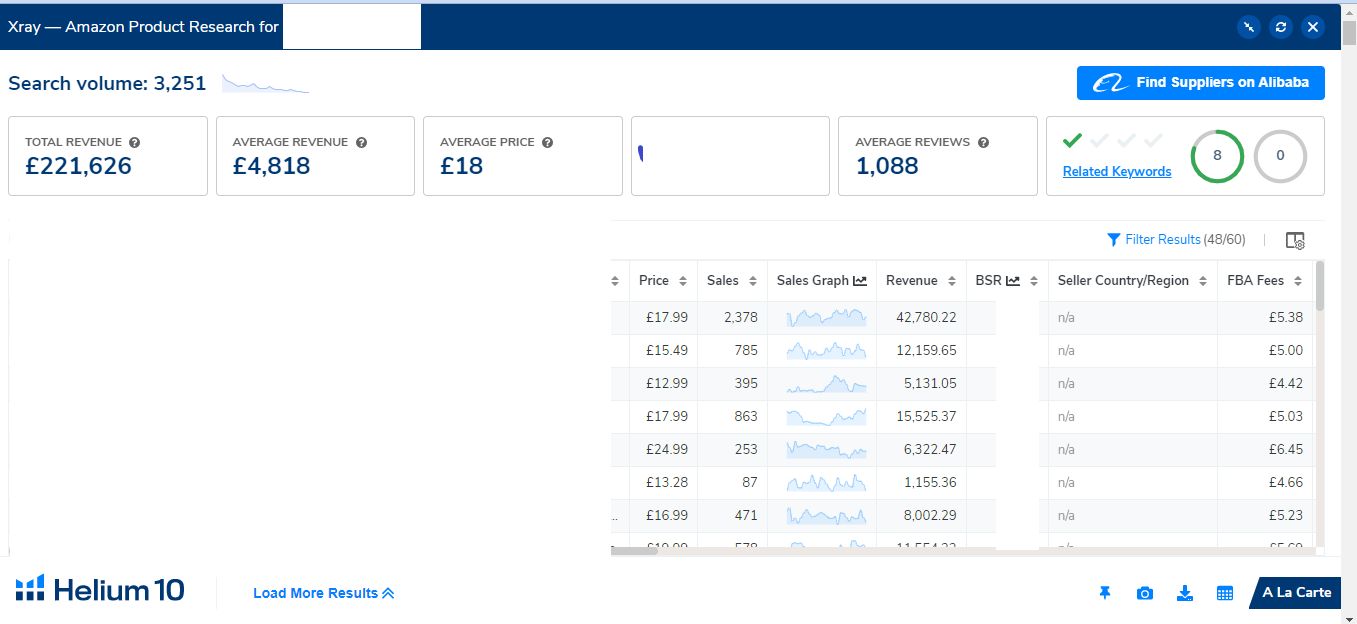 Xray — Amazon Product Research for
Search volume: 3,251
Find Suppliers on Alibaba
TOTAL REVENUE
£221,626
AVERAGE REVENUE
£4,818
AVERAGE PRICE
£18
AVERAGE REVIEWS
1,088
Related Keywords
8
0
Filter Results (48/60)
Price Sales Sales Graph Revenue BSR Seller Country/Region FBA Fees
£17.99 2,378 42,780.22 n/a £5.38
£15.49 785 12,159.65 n/a £5.00
£12.99 395 5,131.05 n/a £4.42
£17.99 863 15,525.37 n/a £5.03
£24.99 253 6,322.47 n/a £6.45
£13.28 87 1,155.36 n/a £4.66
... £16.99 471 8,002.29 n/a £5.23
Helium 10
Load More Results
A La Carte